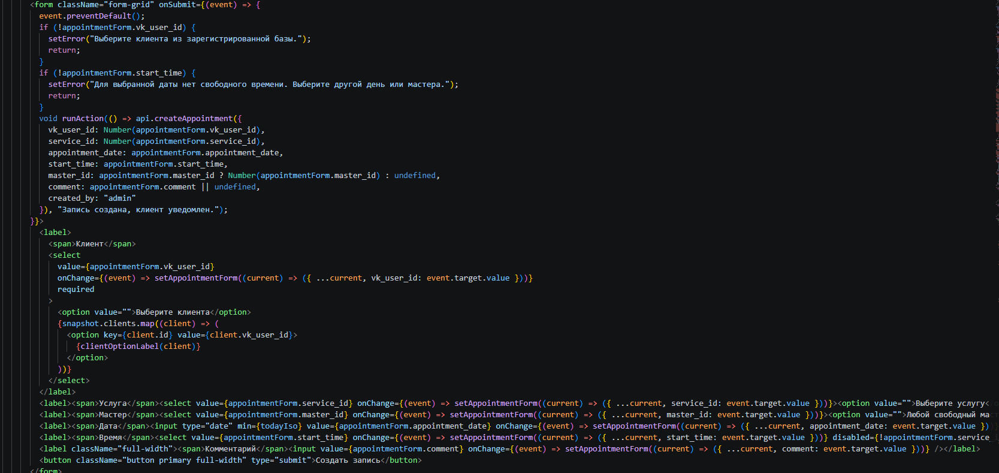 <form className="form-grid" onSubmit={(event) => {
event.preventDefault();
if (!appointmentForm.vk_user_id) {
setError("Выберите клиента из зарегистрированной базы.");
return;
}
if (!appointmentForm.start_time) {
setError("Для выбранной даты нет свободного времени. Выберите другой день или мастера.");
return;
}
void runAction(() => api.createAppointment({
vk_user_id: Number(appointmentForm.vk_user_id),
service_id: Number(appointmentForm.service_id),
appointment_date: appointmentForm.appointment_date,
start_time: appointmentForm.start_time,
master_id: appointmentForm.master_id ? Number(appointmentForm.master_id) : undefined,
comment: appointmentForm.comment || undefined,
created_by: "admin"
}), "Запись создана, клиент уведомлен.");
}}>
<label>
<span>Клиент</span>
<select
value={appointmentForm.vk_user_id}
onChange={(event) => setAppointmentForm((current) => ({ ...current, vk_user_id: event.target.value }))}
required
>
<option value="">Выберите клиента</option>
{snapshot.clients.map((client) => (
<option key={client.id} value={client.vk_user_id}>
{clientOptionLabel(client)}
</option>
))}
</select>
</label>
<label><span>Услуга</span><select value={appointmentForm.service_id} onChange={(event) => setAppointmentForm((current) => ({ ...current, service_id: event.target.value }))}><option value="">Выберите услугу</
<label><span>Мастер</span><select value={appointmentForm.master_id} onChange={(event) => setAppointmentForm((current) => ({ ...current, master_id: event.target.value }))}><option value="">Любой свободный мас
<label><span>Дата</span><input type="date" min={todayIso} value={appointmentForm.appointment_date} onChange={(event) => setAppointmentForm((current) => ({ ...current, appointment_date: event.target.value }))}
<label><span>Время</span><select value={appointmentForm.start_time} onChange={(event) => setAppointmentForm((current) => ({ ...current, start_time: event.target.value }))} disabled={!appointmentForm.service_
<label className="full-width"><span>Комментарий</span><input value={appointmentForm.comment} onChange={(event) => setAppointmentForm((current) => ({ ...current, comment: event.target.value }))} /></label>
<button className="button primary full-width" type="submit">Создать запись</button>
</form>